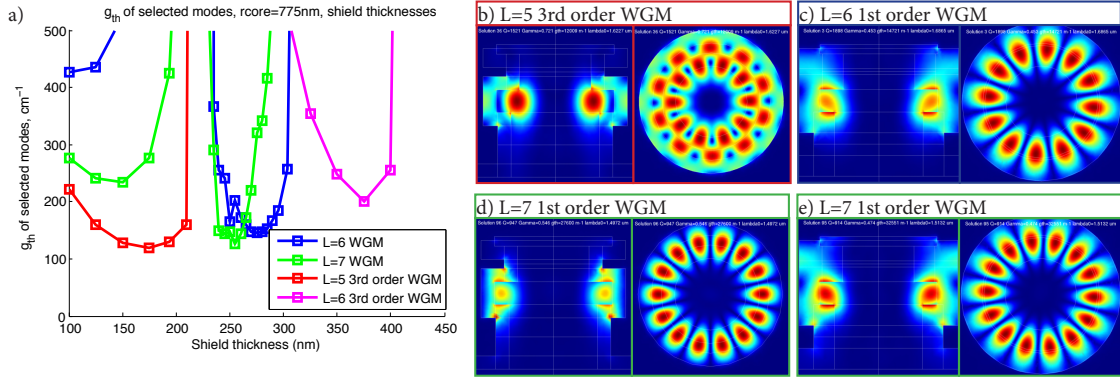 a)
g_th of selected modes, rcore=775nm, shield thicknesses
g_th of selected modes, cm⁻¹
500
400
300
200
100
0
100
150
200
250
300
350
400
450
Shield thickness (nm)
L=6 WGM
L=7 WGM
L=5 3rd order WGM
L=6 3rd order WGM
b) L=5 3rd order WGM
c) L=6 1st order WGM
d) L=7 1st order WGM
e) L=7 1st order WGM